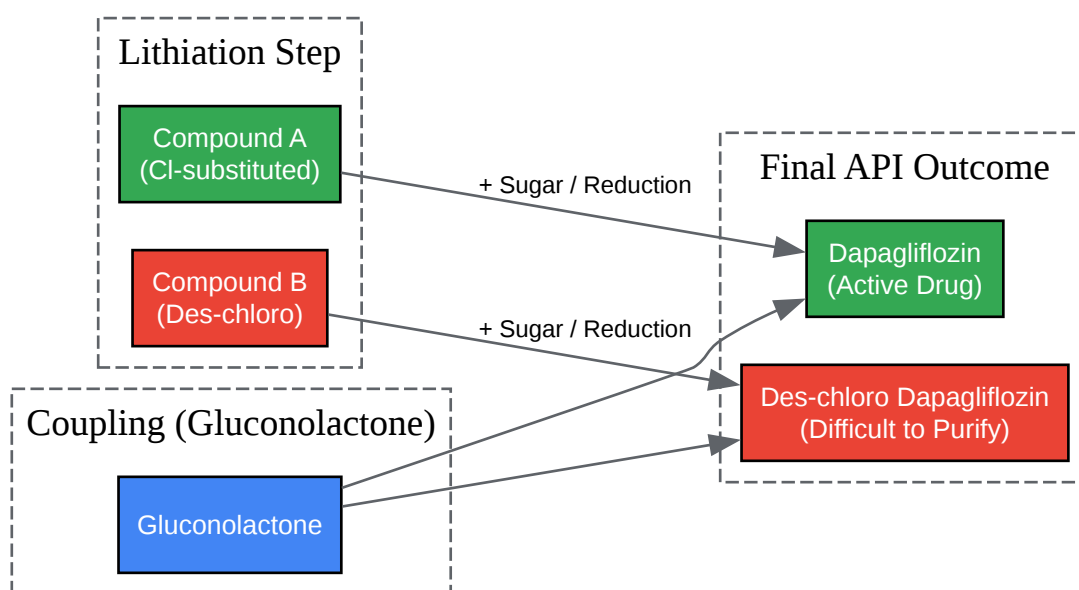 Lithiation Step
Compound A
(Cl-substituted)
+ Sugar / Reduction
Compound B
(Des-chloro)
+ Sugar / Reduction
Coupling (Gluconolactone)
Gluconolactone
Final API Outcome
Dapagliflozin
(Active Drug)
Des-chloro Dapagliflozin
(Difficult to Purify)